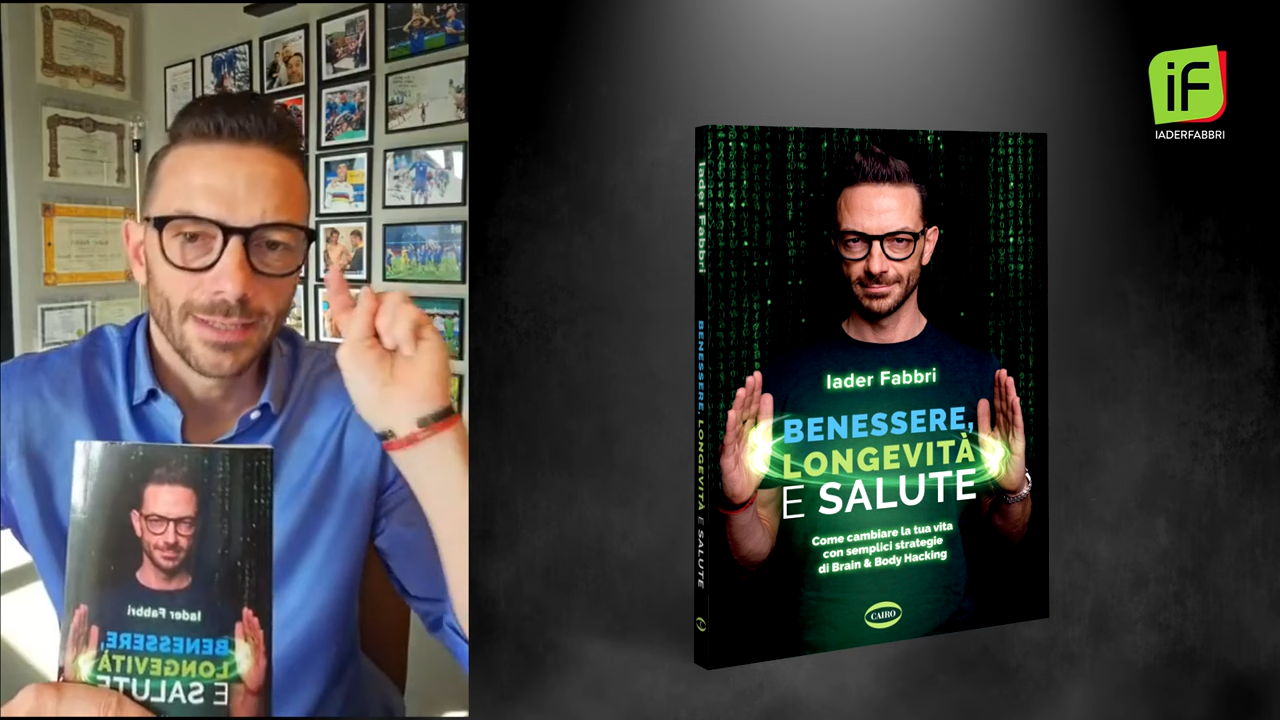 iF
IADERFABBRI
Iader Fabbri
BENESSERE, LONGEVITÀ E SALUTE
Iader Fabbri
BENESSERE,
LONGEVITÀ
E SALUTE
Come cambiare la tua vita
con semplici strategie
di Brain & Body Hacking
CAIRO
Iader Fabbri
BENESSERE,
LONGEVITÀ
E SALUTE